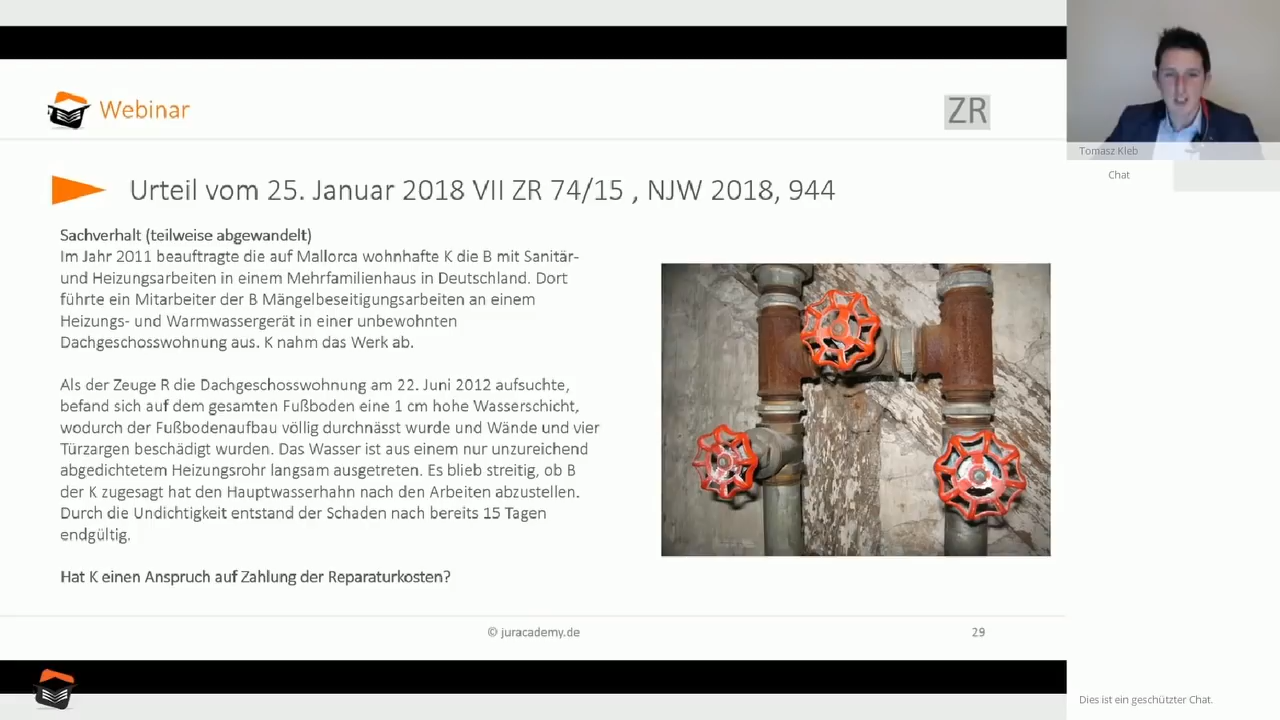 Webinar
ZR
Urteil vom 25. Januar 2018 VII ZR 74/15 , NJW 2018, 944
Sachverhalt (teilweise abgewandelt)
Im Jahr 2011 beauftragte die auf Mallorca wohnhafte K die B mit Sanitär-
und Heizungsarbeiten in einem Mehrfamilienhaus in Deutschland. Dort
führte ein Mitarbeiter der B Mängelbeseitigungsarbeiten an einem
Heizungs- und Warmwassergerät in einer unbewohnten
Dachgeschosswohnung aus. K nahm das Werk ab.
Als der Zeuge R die Dachgeschosswohnung am 22. Juni 2012 aufsuchte,
befand sich auf dem gesamten Fußboden eine 1 cm hohe Wasserschicht,
wodurch der Fußbodenaufbau völlig durchnässt wurde und Wände und vier
Türzargen beschädigt wurden. Das Wasser ist aus einem nur unzureichend
abgedichtetem Heizungsrohr langsam ausgetreten. Es blieb streitig, ob B
der K zugesagt hat den Hauptwasserhahn nach den Arbeiten abzustellen.
Durch die Undichtigkeit entstand der Schaden nach bereits 15 Tagen
endgültig.
Hat K einen Anspruch auf Zahlung der Reparaturkosten?
© juracademy.de
29
Tomasz Kleb
Chat
Dies ist ein geschützter Chat.